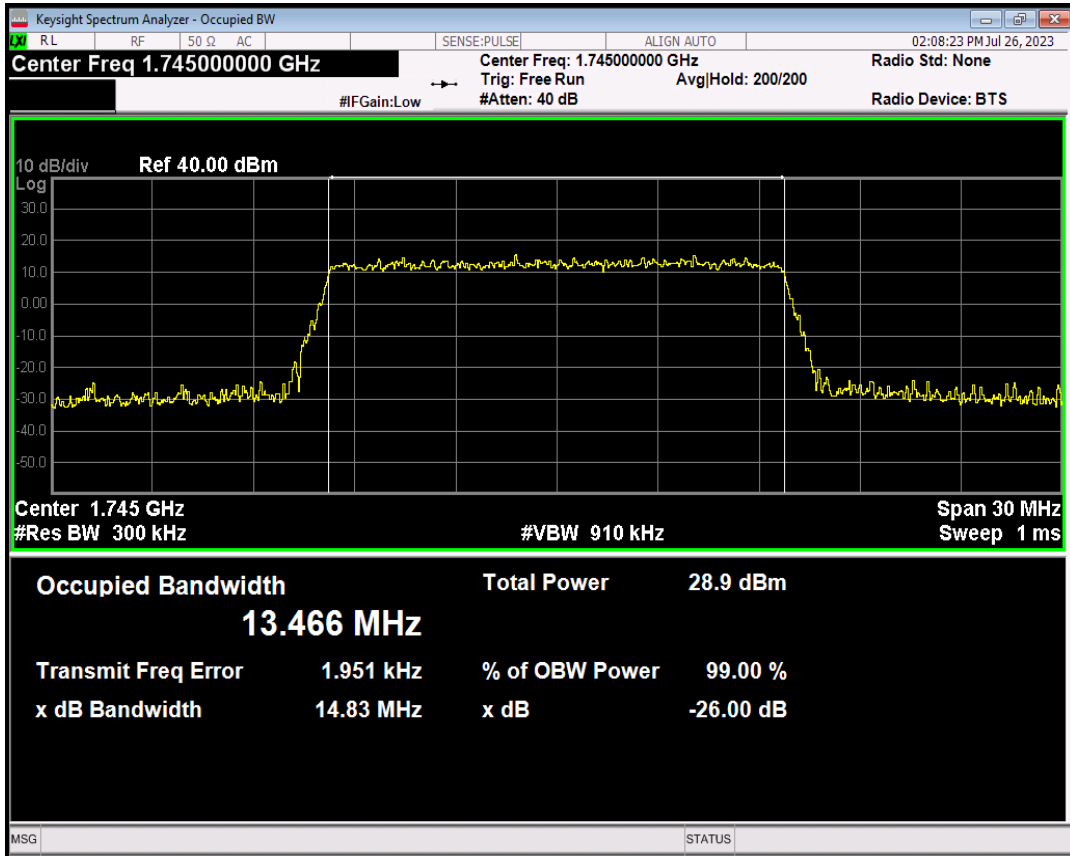 Keysight Spectrum Analyzer - Occupied BW
LXI RL RF 50 Ω AC SENSE:PULSE ALIGN AUTO 02:08:23 PM Jul 26, 2023
Center Freq 1.745000000 GHz Center Freq: 1.745000000 GHz Radio Std: None
Trig: Free Run Avg|Hold: 200/200
#IFGain:Low #Atten: 40 dB Radio Device: BTS
10 dB/div Ref 40.00 dBm
Log
30.0
20.0
10.0
0.00
-10.0
-20.0
-30.0
-40.0
-50.0
Center 1.745 GHz Span 30 MHz
#Res BW 300 kHz #VBW 910 kHz Sweep 1 ms
Occupied Bandwidth Total Power 28.9 dBm
13.466 MHz
Transmit Freq Error 1.951 kHz % of OBW Power 99.00 %
x dB Bandwidth 14.83 MHz x dB -26.00 dB
MSG STATUS